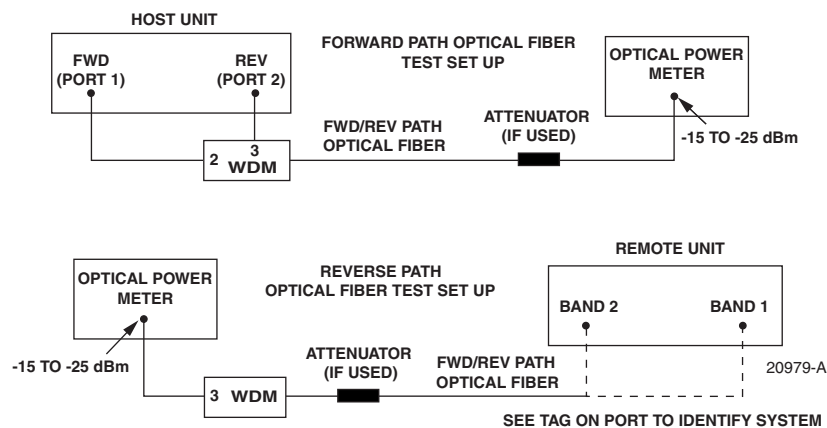 HOST UNIT
FWD
(PORT 1)
REV
(PORT 2)
FORWARD PATH OPTICAL FIBER
TEST SET UP
OPTICAL POWER
METER
-15 TO -25 dBm
2
3
WDM
FWD/REV PATH
OPTICAL FIBER
ATTENUATOR
(IF USED)
OPTICAL POWER
METER
-15 TO -25 dBm
REVERSE PATH
OPTICAL FIBER TEST SET UP
REMOTE UNIT
BAND 2
BAND 1
3 WDM
ATTENUATOR
(IF USED)
FWD/REV PATH
OPTICAL FIBER
20979-A
SEE TAG ON PORT TO IDENTIFY SYSTEM